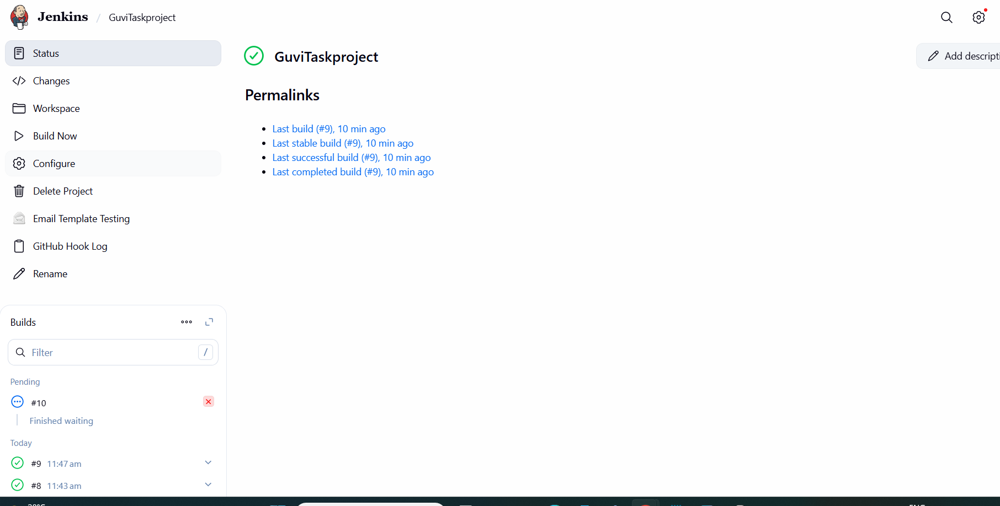 Jenkins / GuviTaskproject
Status
Changes
Workspace
Build Now
Configure
Delete Project
Email Template Testing
GitHub Hook Log
Rename
Builds
Filter /
Pending
#10
Finished waiting
Today
#9 11:47 am
#8 11:43 am
GuviTaskproject
Add descripti
Permalinks
Last build (#9), 10 min ago
Last stable build (#9), 10 min ago
Last successful build (#9), 10 min ago
Last completed build (#9), 10 min ago